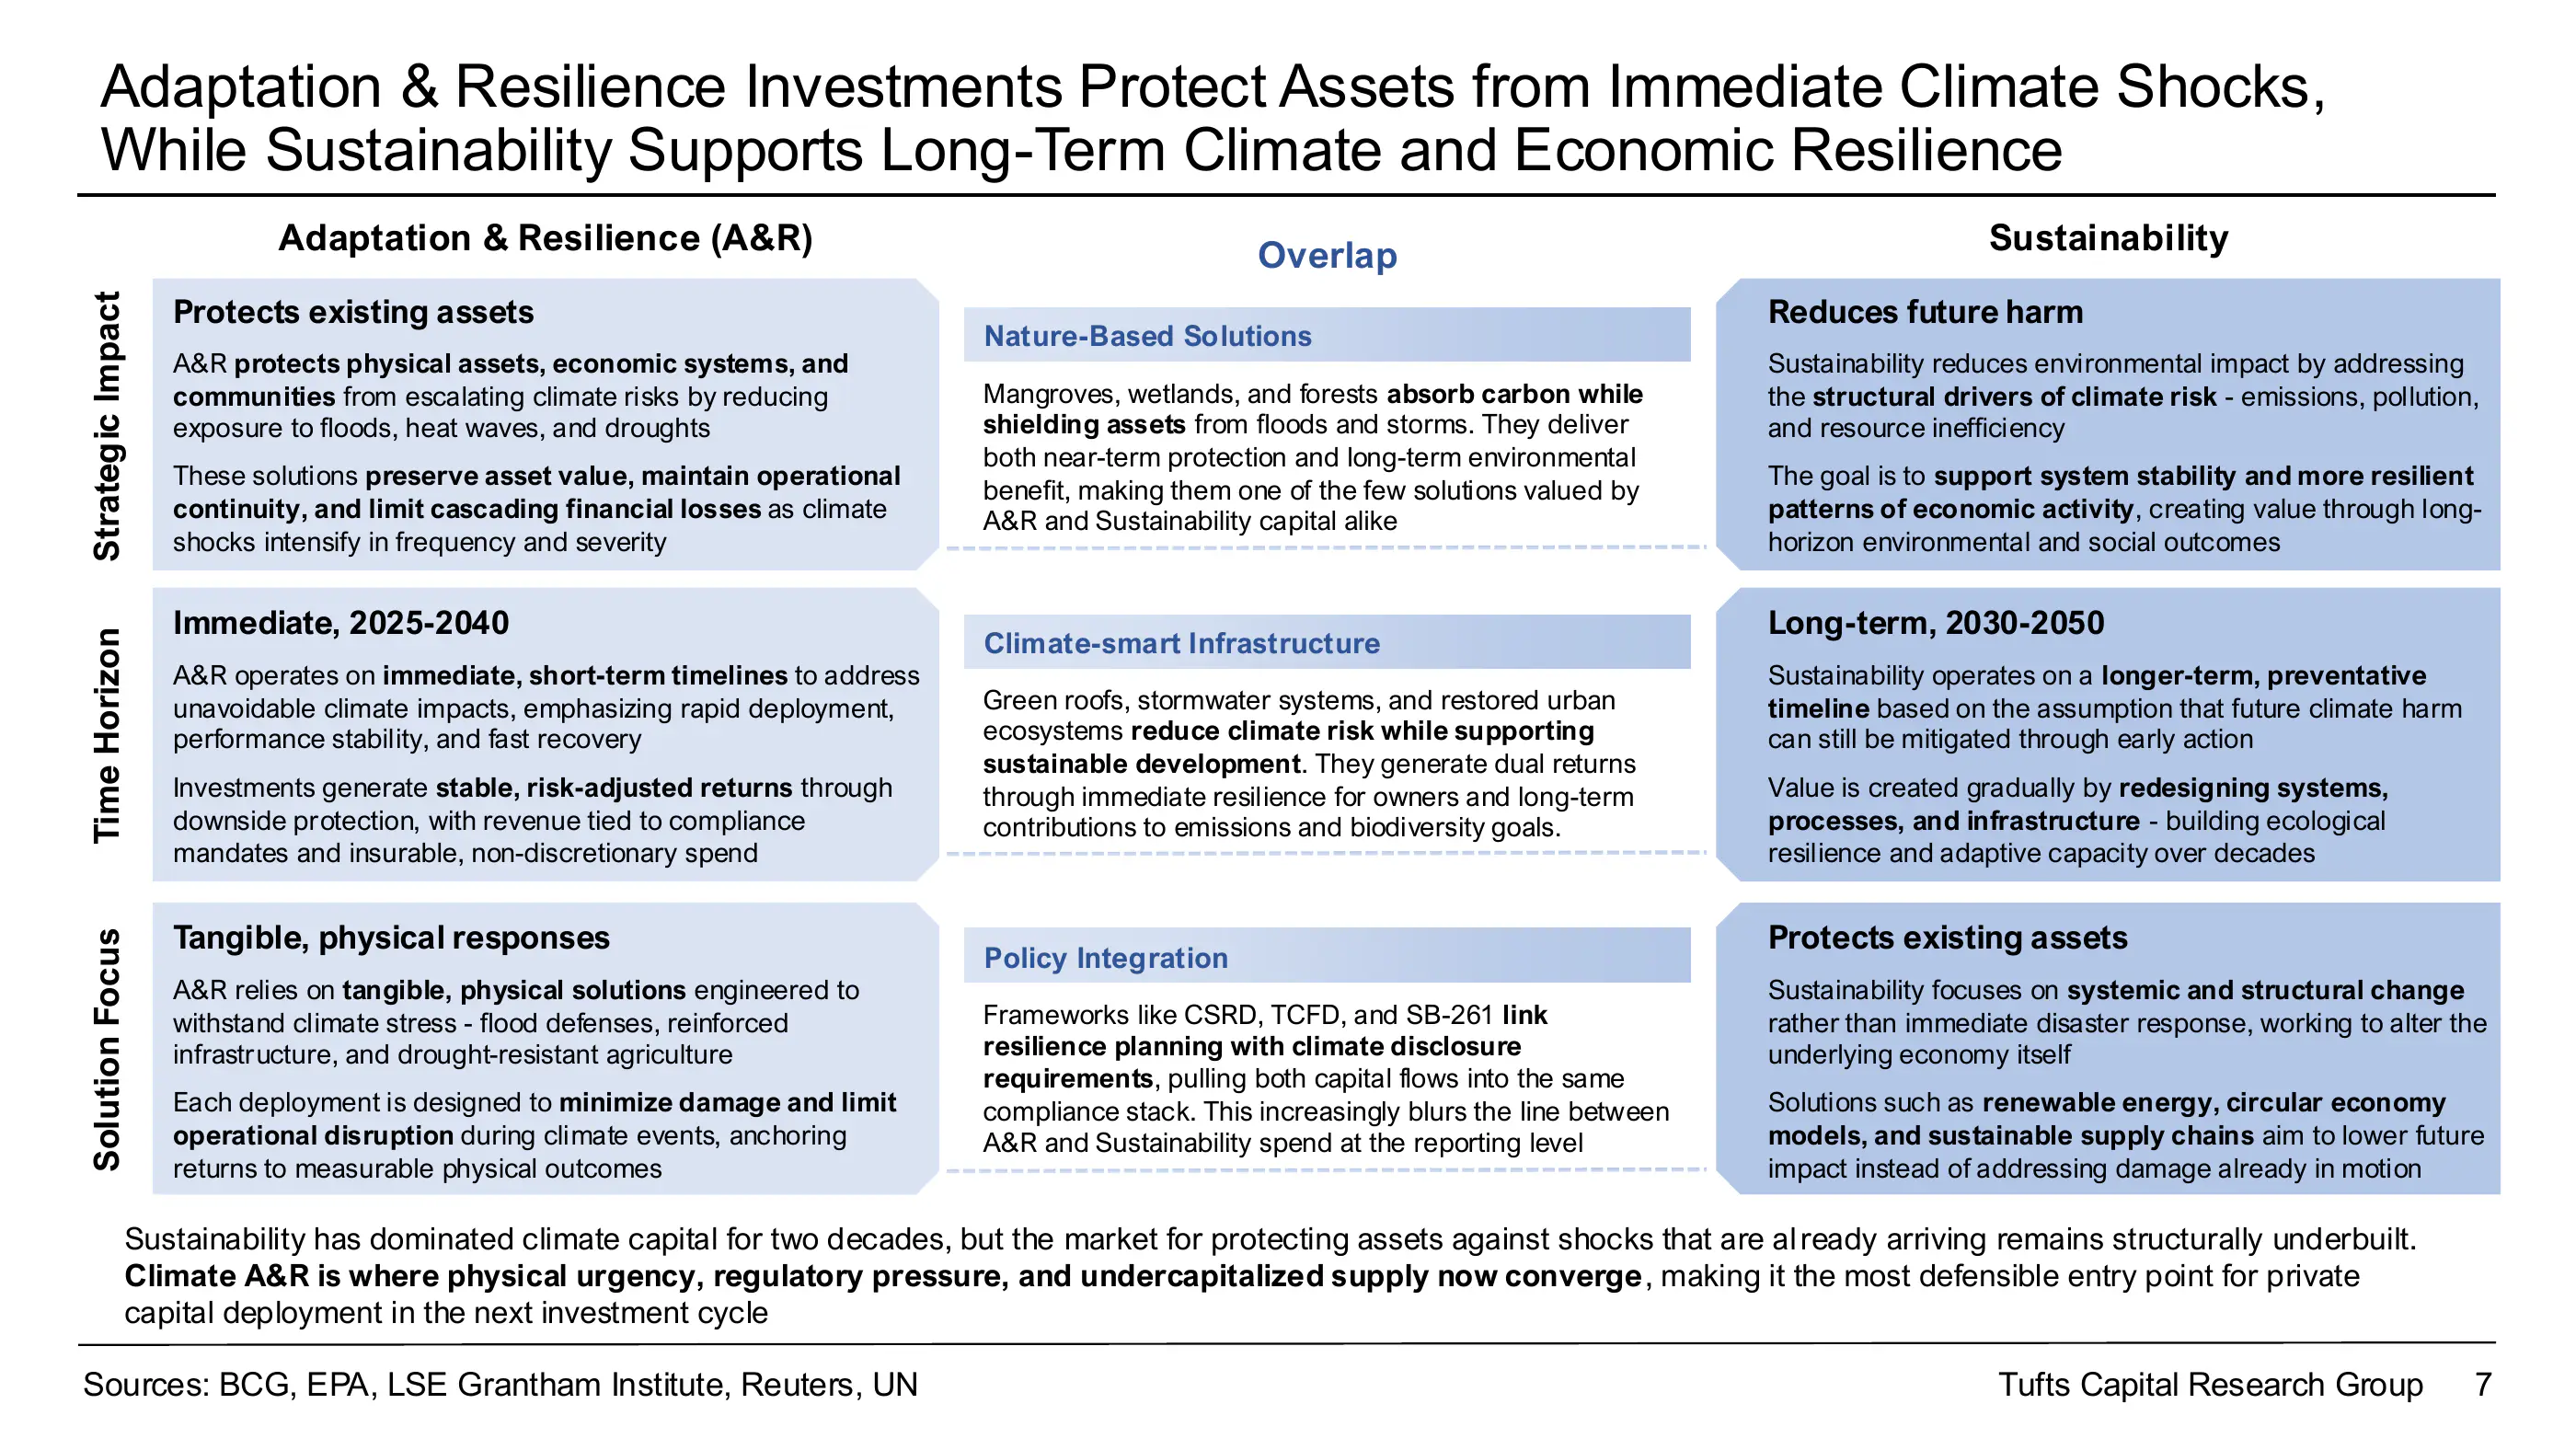 Adaptation & Resilience Investments Protect Assets from Immediate Climate Shocks,
While Sustainability Supports Long-Term Climate and Economic Resilience
Adaptation & Resilience (A&R)
Overlap
Sustainability
Strategic Impact
Protects existing assets
A&R protects physical assets, economic systems, and
communities from escalating climate risks by reducing
exposure to floods, heat waves, and droughts
These solutions preserve asset value, maintain operational
continuity, and limit cascading financial losses as climate
shocks intensify in frequency and severity
Nature-Based Solutions
Mangroves, wetlands, and forests absorb carbon while
shielding assets from floods and storms. They deliver
both near-term protection and long-term environmental
benefit, making them one of the few solutions valued by
A&R and Sustainability capital alike
Reduces future harm
Sustainability reduces environmental impact by addressing
the structural drivers of climate risk - emissions, pollution,
and resource inefficiency
The goal is to support system stability and more resilient
patterns of economic activity, creating value through long-
horizon environmental and social outcomes
Time Horizon
Immediate, 2025-2040
A&R operates on immediate, short-term timelines to address
unavoidable climate impacts, emphasizing rapid deployment,
performance stability, and fast recovery
Investments generate stable, risk-adjusted returns through
downside protection, with revenue tied to compliance
mandates and insurable, non-discretionary spend
Climate-smart Infrastructure
Green roofs, stormwater systems, and restored urban
ecosystems reduce climate risk while supporting
sustainable development. They generate dual returns
through immediate resilience for owners and long-term
contributions to emissions and biodiversity goals.
Long-term, 2030-2050
Sustainability operates on a longer-term, preventative
timeline based on the assumption that future climate harm
can still be mitigated through early action
Value is created gradually by redesigning systems,
processes, and infrastructure - building ecological
resilience and adaptive capacity over decades
Solution Focus
Tangible, physical responses
A&R relies on tangible, physical solutions engineered to
withstand climate stress - flood defenses, reinforced
infrastructure, and drought-resistant agriculture
Each deployment is designed to minimize damage and limit
operational disruption during climate events, anchoring
returns to measurable physical outcomes
Policy Integration
Frameworks like CSRD, TCFD, and SB-261 link
resilience planning with climate disclosure
requirements, pulling both capital flows into the same
compliance stack. This increasingly blurs the line between
A&R and Sustainability spend at the reporting level
Protects existing assets
Sustainability focuses on systemic and structural change
rather than immediate disaster response, working to alter the
underlying economy itself
Solutions such as renewable energy, circular economy
models, and sustainable supply chains aim to lower future
impact instead of addressing damage already in motion
Sustainability has dominated climate capital for two decades, but the market for protecting assets against shocks that are already arriving remains structurally underbuilt.
Climate A&R is where physical urgency, regulatory pressure, and undercapitalized supply now converge, making it the most defensible entry point for private
capital deployment in the next investment cycle
Sources: BCG, EPA, LSE Grantham Institute, Reuters, UN
Tufts Capital Research Group 7